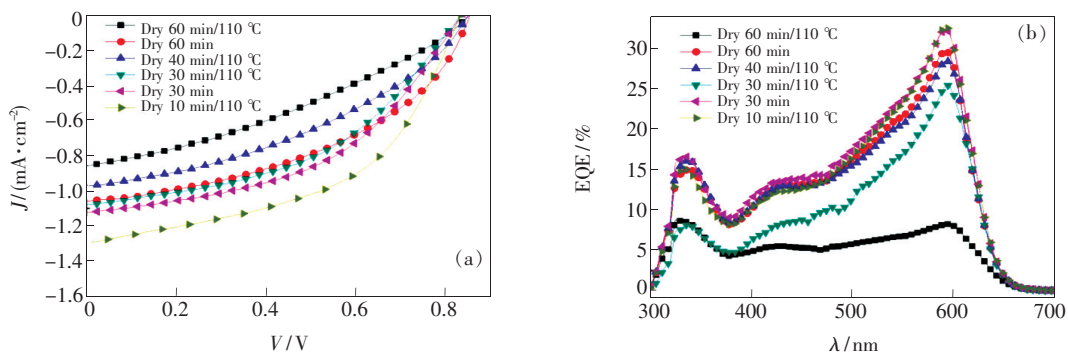 0
-0.2
-0.4
-0.6
-0.8
-1.0
-1.2
-1.4
-1.6
J/(mA·cm⁻²)
Dry 60 min/110 ℃
Dry 60 min
Dry 40 min/110 ℃
Dry 30 min/110 ℃
Dry 30 min
Dry 10 min/110 ℃
(a)
0 0.2 0.4 0.6 0.8
V/V
30
25
20
15
10
5
0
EQE/%
Dry 60 min/110 ℃
Dry 60 min
Dry 40 min/110 ℃
Dry 30 min/110 ℃
Dry 30 min
Dry 10 min/110 ℃
(b)
300 400 500 600 700
λ/nm